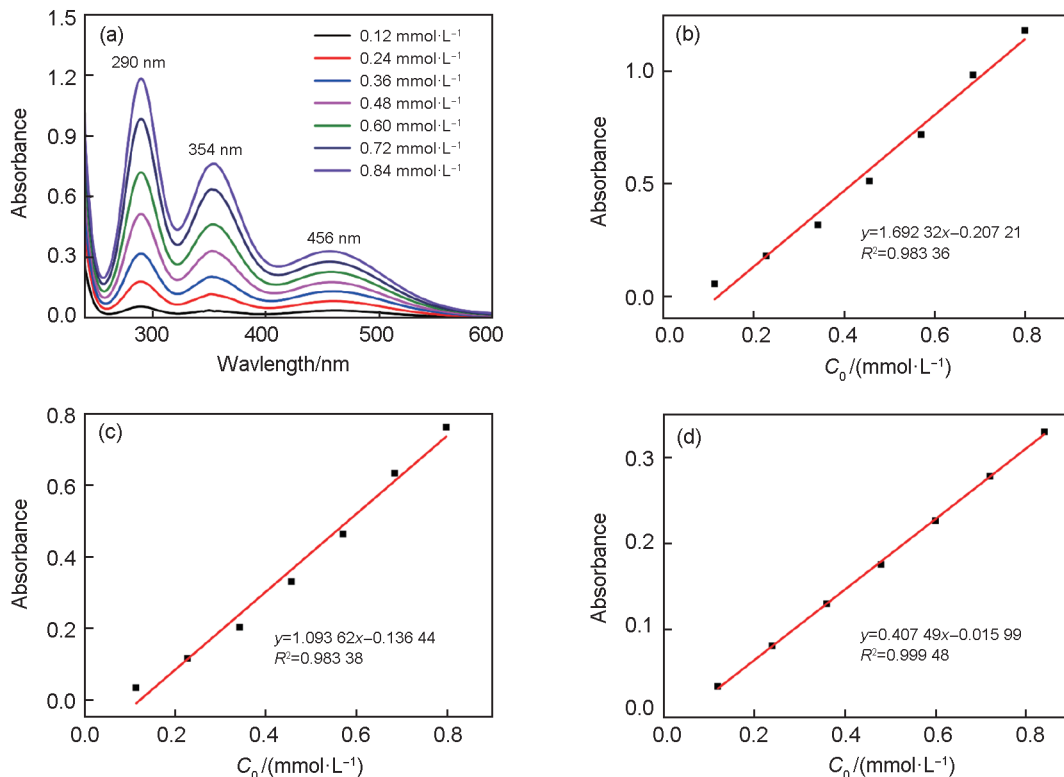 (a)
290 nm
354 nm
456 nm
0.12 mmol·L⁻¹
0.24 mmol·L⁻¹
0.36 mmol·L⁻¹
0.48 mmol·L⁻¹
0.60 mmol·L⁻¹
0.72 mmol·L⁻¹
0.84 mmol·L⁻¹
1.5
1.2
0.9
0.6
0.3
0.0
Absorbance
300
400
500
600
Wavlength/nm
(b)
1.0
0.5
0.0
Absorbance
y=1.692 32x−0.207 21
R²=0.983 36
0.0
0.2
0.4
0.6
0.8
C₀/(mmol·L⁻¹)
(c)
0.8
0.6
0.4
0.2
0.0
Absorbance
y=1.093 62x−0.136 44
R²=0.983 38
0.0
0.2
0.4
0.6
0.8
C₀/(mmol·L⁻¹)
(d)
0.3
0.2
0.1
0.0
Absorbance
y=0.407 49x−0.015 99
R²=0.999 48
0.0
0.2
0.4
0.6
0.8
C₀/(mmol·L⁻¹)